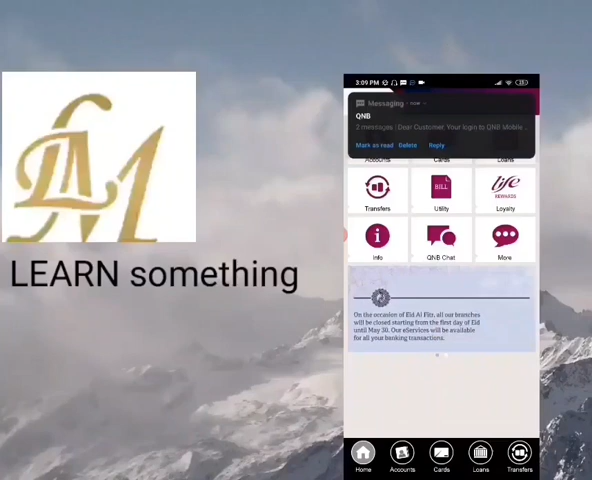 LEARN something
3:09 PM
Messaging • now
QNB
2 messages | Dear Customer. Your login to QNB Mobile ..
Mark as read Delete Reply
Accounts Cards Loans
Transfers
BILL
Utility
life
REWARDS
Loyalty
Info
QNB Chat
More
On the occasion of Eid Al Fitr, all our branches
will be closed starting from the first day of Eid
until May 30. Our eServices will be available
for all your banking transactions.
Home Accounts Cards Loans Transfers